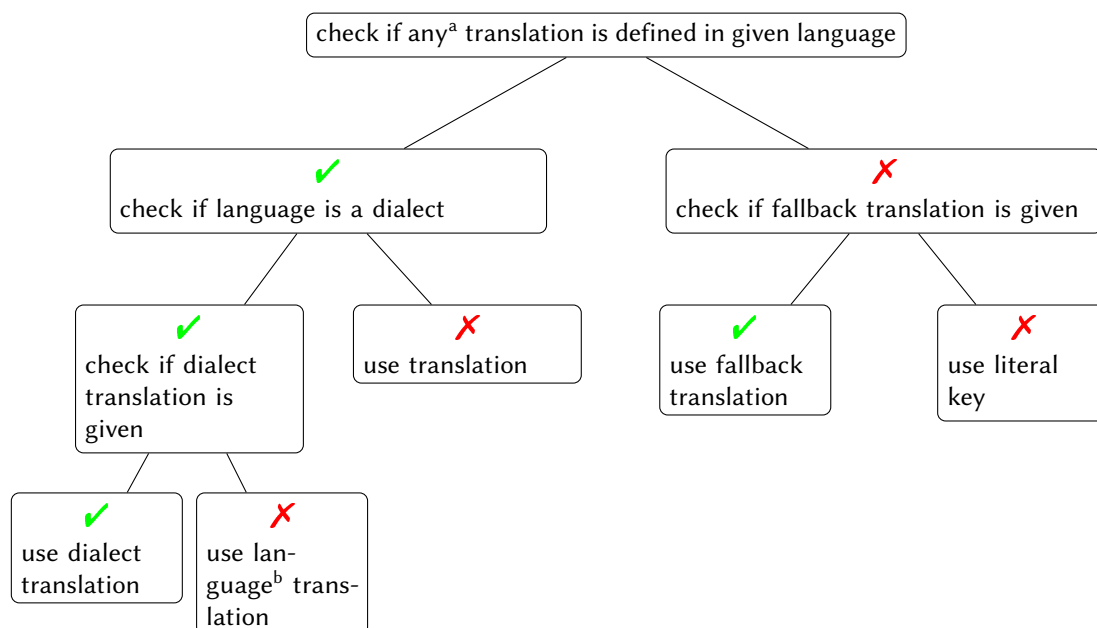 check if anyᵃ translation is defined in given language
✓
check if language is a dialect
✗
check if fallback translation is given
✓
check if dialect
translation is
given
✗
use translation
✓
use fallback
translation
✗
use literal
key
✓
use dialect
translation
✗
use lan-
guageᵇ trans-
lation